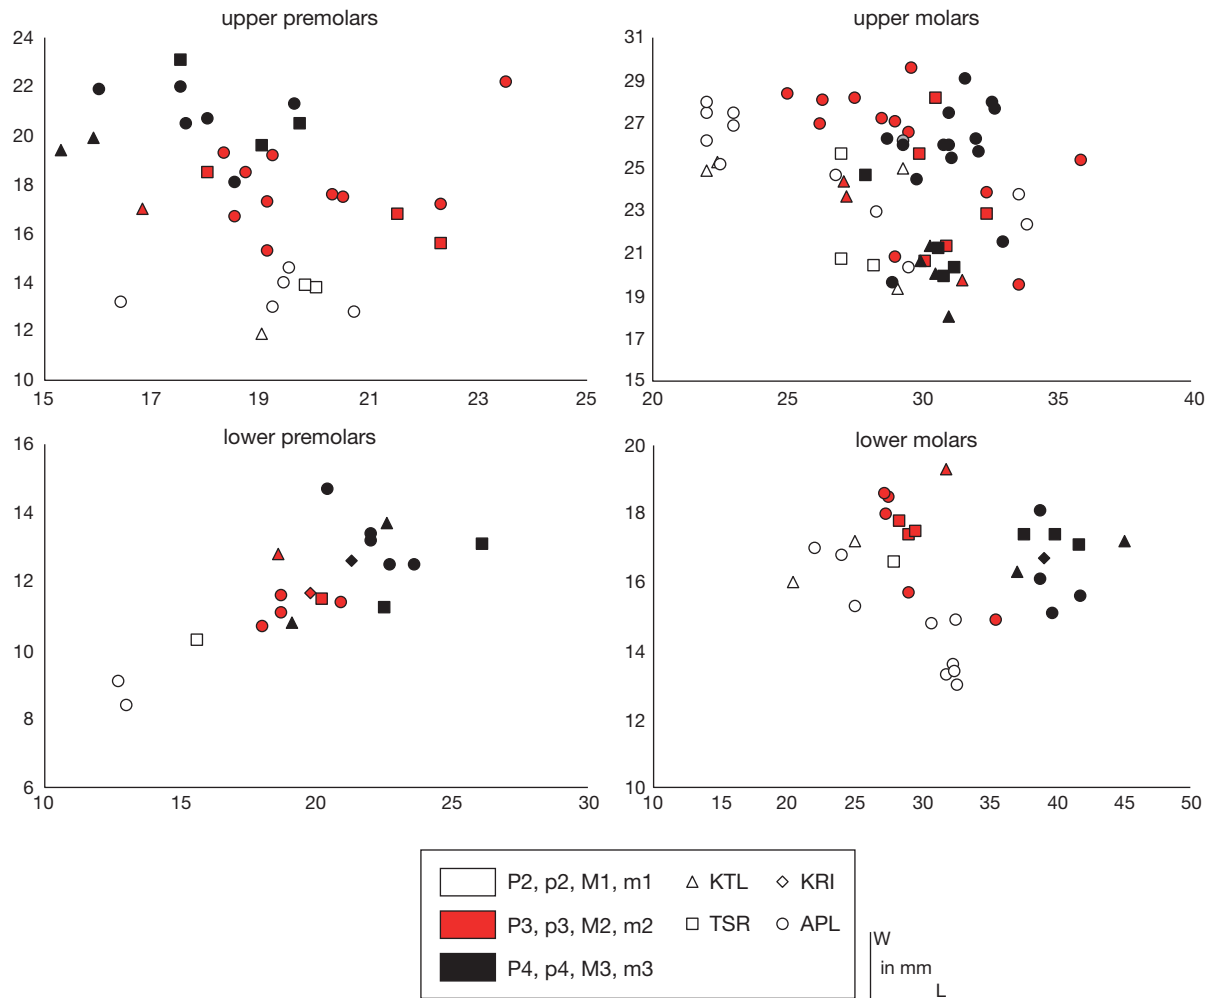 upper premolars
upper molars
24
22
20
18
16
14
12
10
15 17 19 21 23 25
31
29
27
25
23
21
19
17
15
20 25 30 35 40
lower premolars
lower molars
16
14
12
10
8
6
10 15 20 25 30
20
18
16
14
12
10
10 15 20 25 30 35 40 45 50
P2, p2, M1, m1 KTL KRI
P3, p3, M2, m2 TSR APL
P4, p4, M3, m3
W
in mm
L